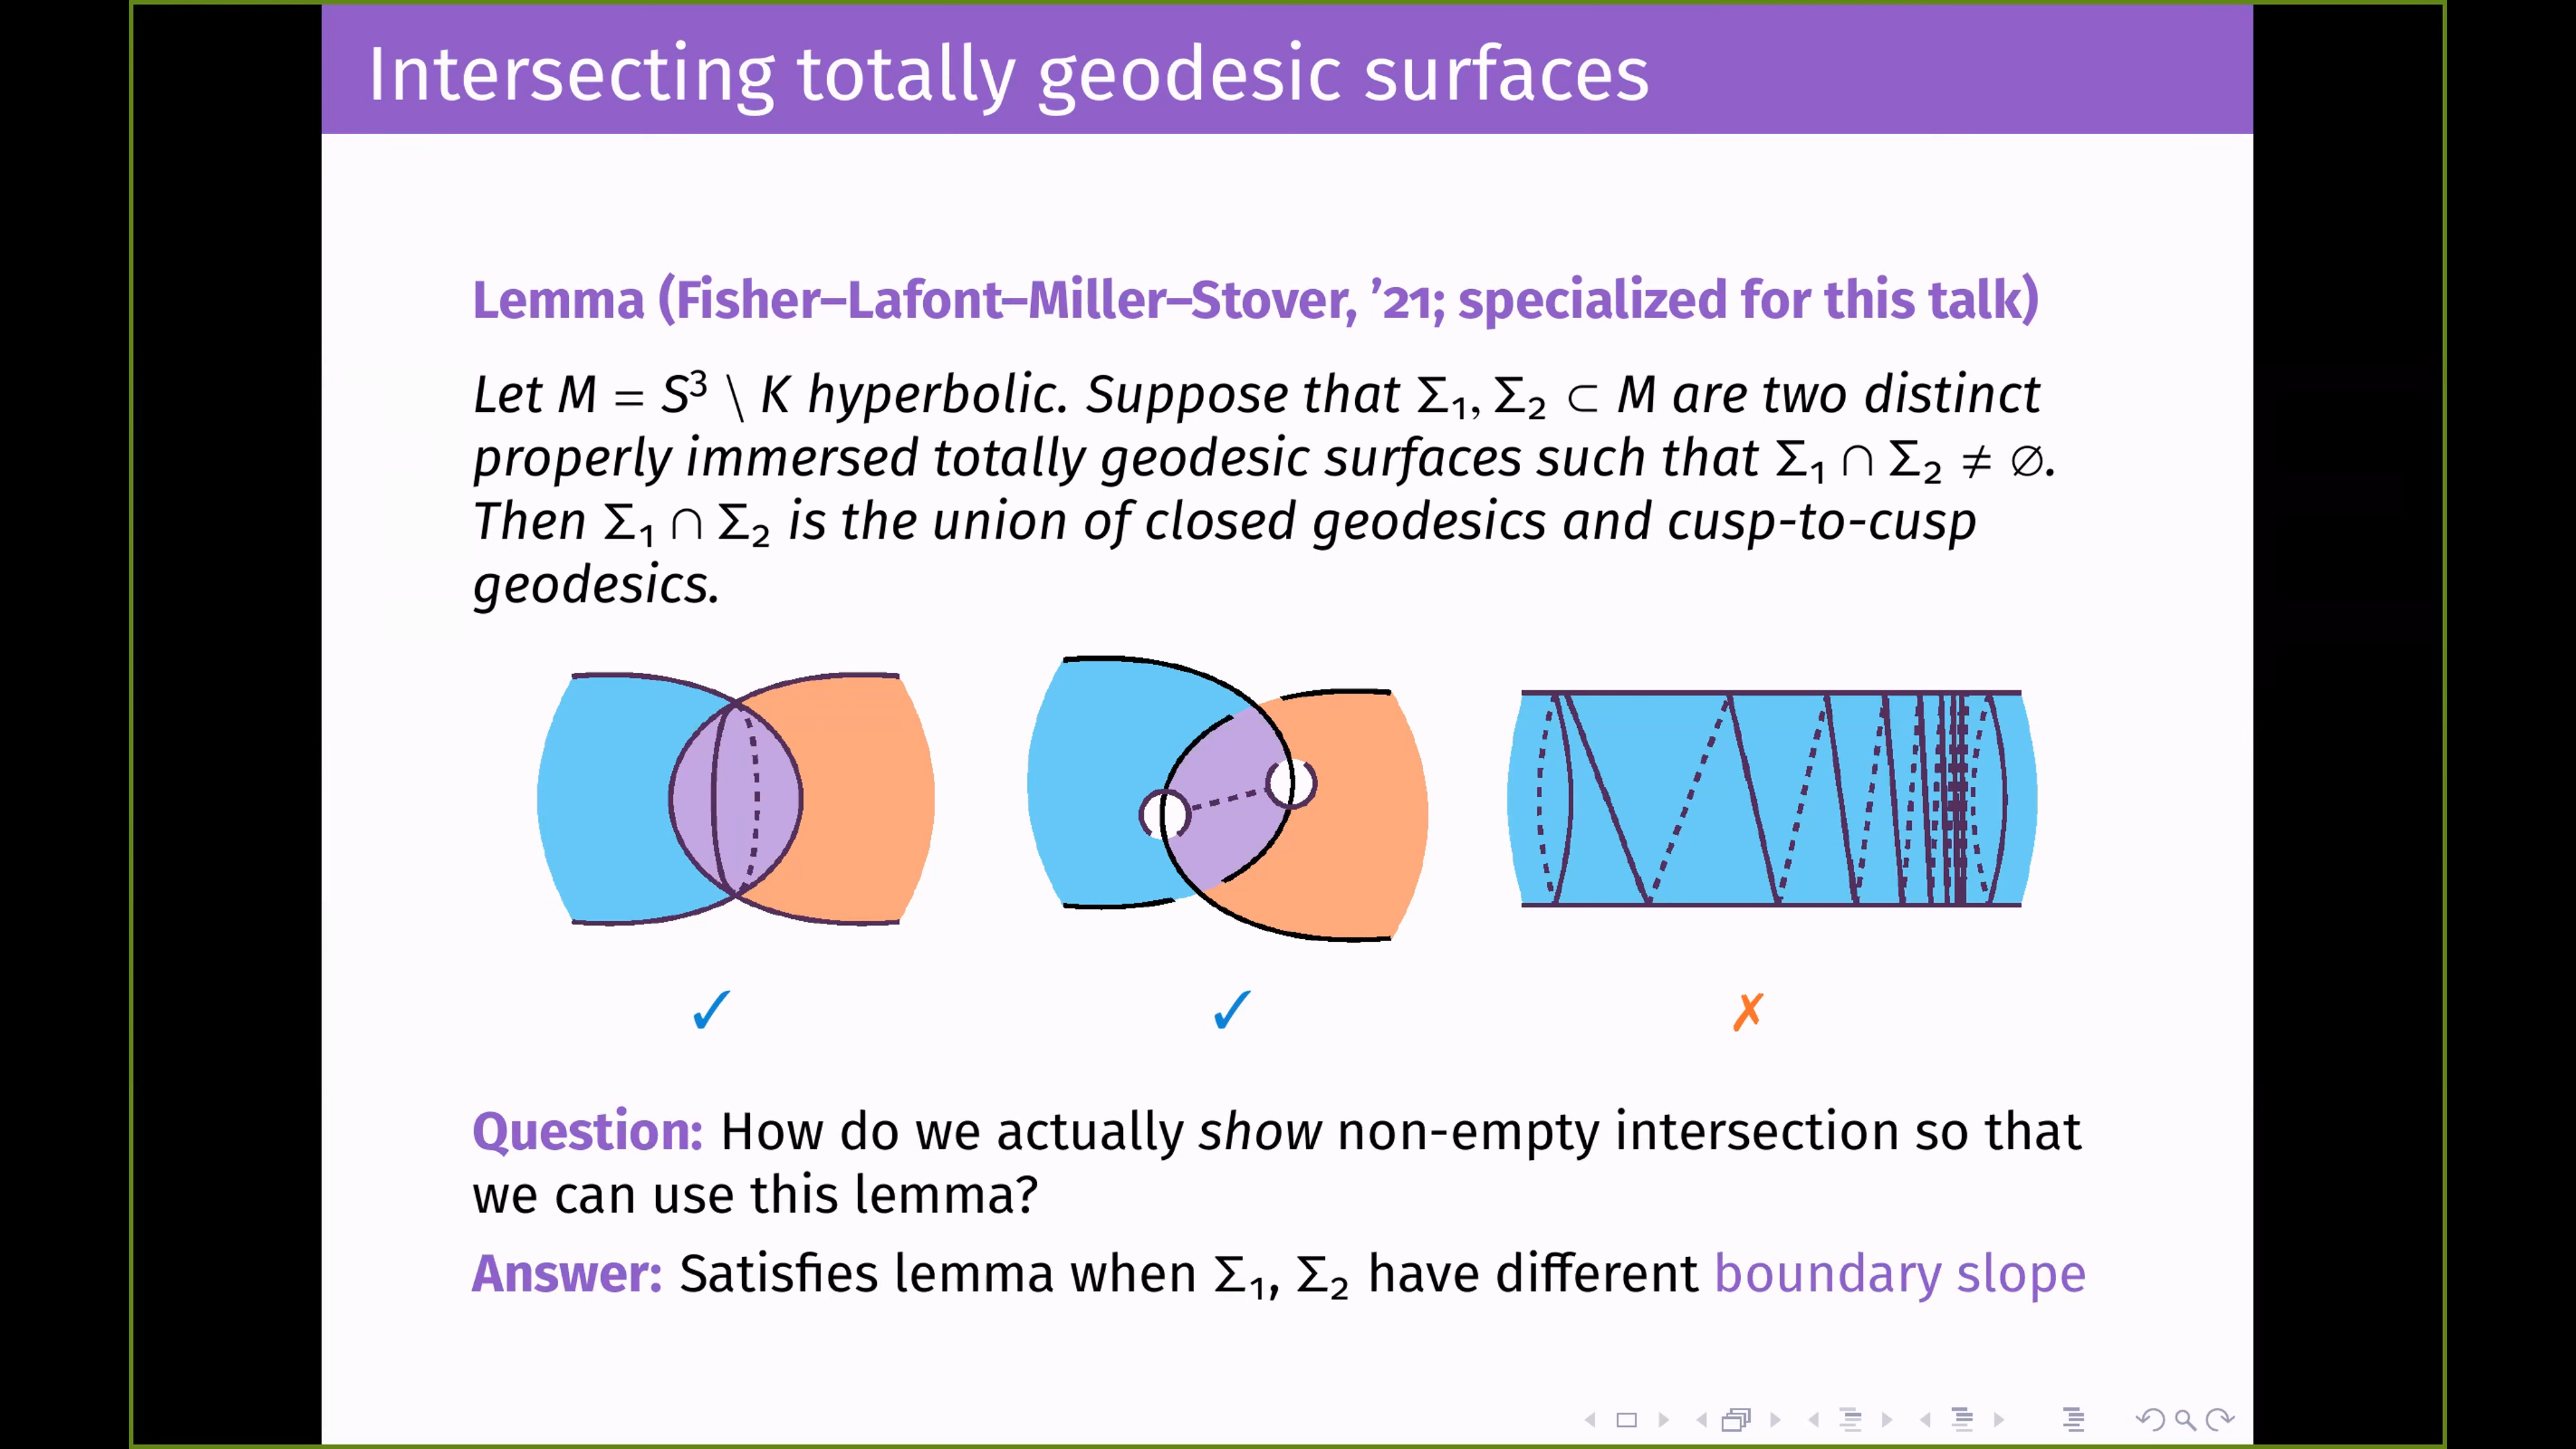 Intersecting totally geodesic surfaces
Lemma (Fisher–Lafont–Miller–Stover, ’21; specialized for this talk)
Let M = S³ \ K hyperbolic. Suppose that Σ₁, Σ₂ ⊂ M are two distinct
properly immersed totally geodesic surfaces such that Σ₁ ∩ Σ₂ ≠ ∅.
Then Σ₁ ∩ Σ₂ is the union of closed geodesics and cusp-to-cusp
geodesics.
✓ ✓ ✗
Question: How do we actually show non-empty intersection so that
we can use this lemma?
Answer: Satisfies lemma when Σ₁, Σ₂ have different boundary slope